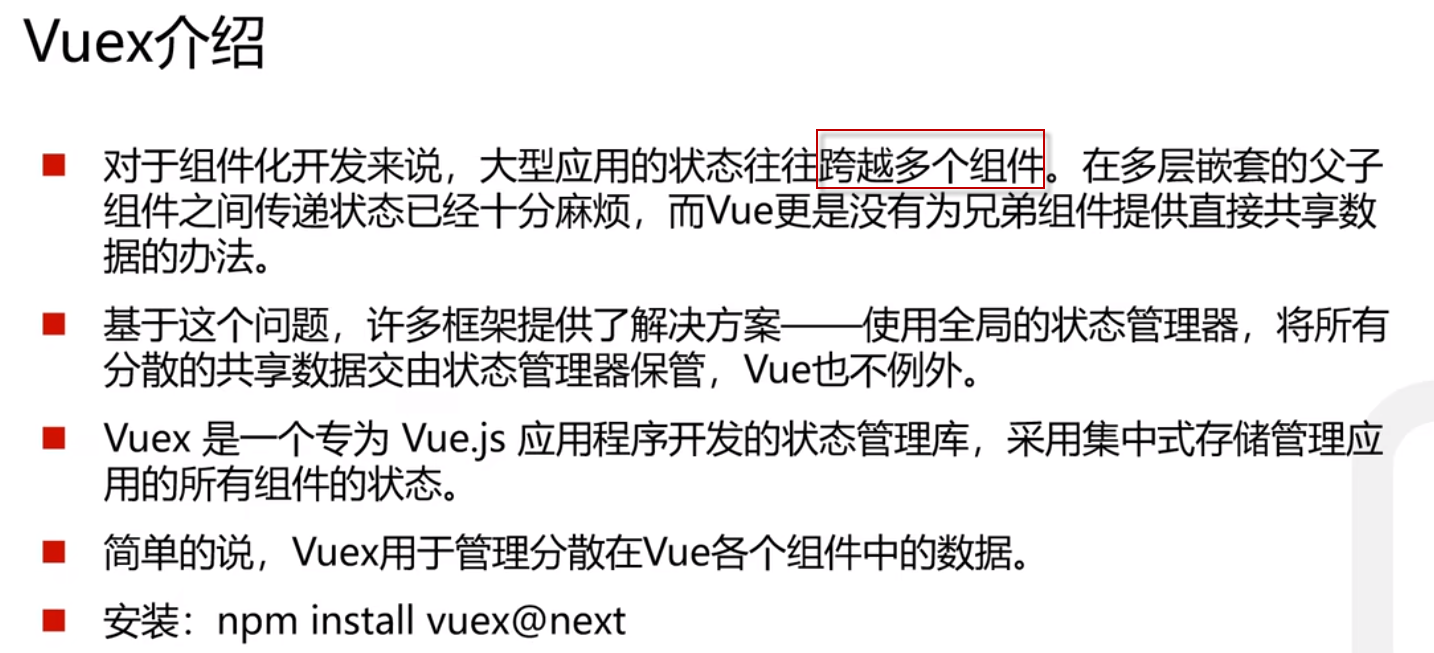 Vuex介绍
对于组件化开发来说，大型应用的状态往往跨越多个组件。在多层嵌套的父子
组件之间传递状态已经十分麻烦，而Vue更是没有为兄弟组件提供直接共享数
据的办法。
基于这个问题，许多框架提供了解决方案——使用全局的状态管理器，将所有
分散的共享数据交由状态管理器保管，Vue也不例外。
Vuex 是一个专为 Vue.js 应用程序开发的状态管理库，采用集中式存储管理应
用的所有组件的状态。
简单的说，Vuex用于管理分散在Vue各个组件中的数据。
安装：npm install vuex@next